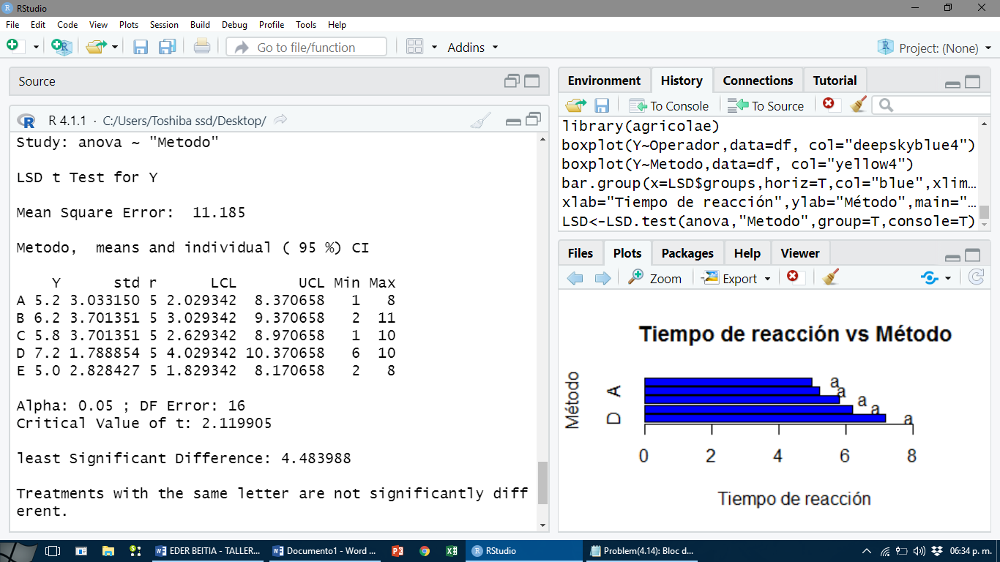 RStudio
File Edit Code View Plots Session Build Debug Profile Tools Help
Go to file/function Addins Project: (None)
Source
R 4.1.1 · C:/Users/Toshiba ssd/Desktop/
Study: anova ~ "Metodo"
LSD t Test for Y
Mean Square Error:  11.185
Metodo,  means and individual ( 95 %) CI
Y std r LCL UCL Min Max
A 5.2 3.033150 5 2.029342 8.370658 1 8
B 6.2 3.701351 5 3.029342 9.370658 2 11
C 5.8 3.701351 5 2.629342 8.970658 1 10
D 7.2 1.788854 5 4.029342 10.370658 6 10
E 5.0 2.828427 5 1.829342 8.170658 2 8
Alpha: 0.05 ; DF Error: 16
Critical Value of t: 2.119905
least Significant Difference: 4.483988
Treatments with the same letter are not significantly diff
erent.
Environment History Connections Tutorial
To Console To Source
library(agricolae)
boxplot(Y~Operador,data=df, col="deepskyblue4")
boxplot(Y~Metodo,data=df, col="yellow4")
bar.group(x=LSD$groups,horiz=T,col="blue",xlim…
xlab="Tiempo de reacción",ylab="Método",main="…
LSD<-LSD.test(anova,"Metodo",group=T,console=T)
Files Plots Packages Help Viewer
Zoom Export
Tiempo de reacción vs Método
Método
A
D
a
a
a
a
a
0 2 4 6 8
Tiempo de reacción
EDER BEITIA - TALLER... Documento1 - Word ... RStudio Problem(4.14): Bloc d... 06:34 p. m.